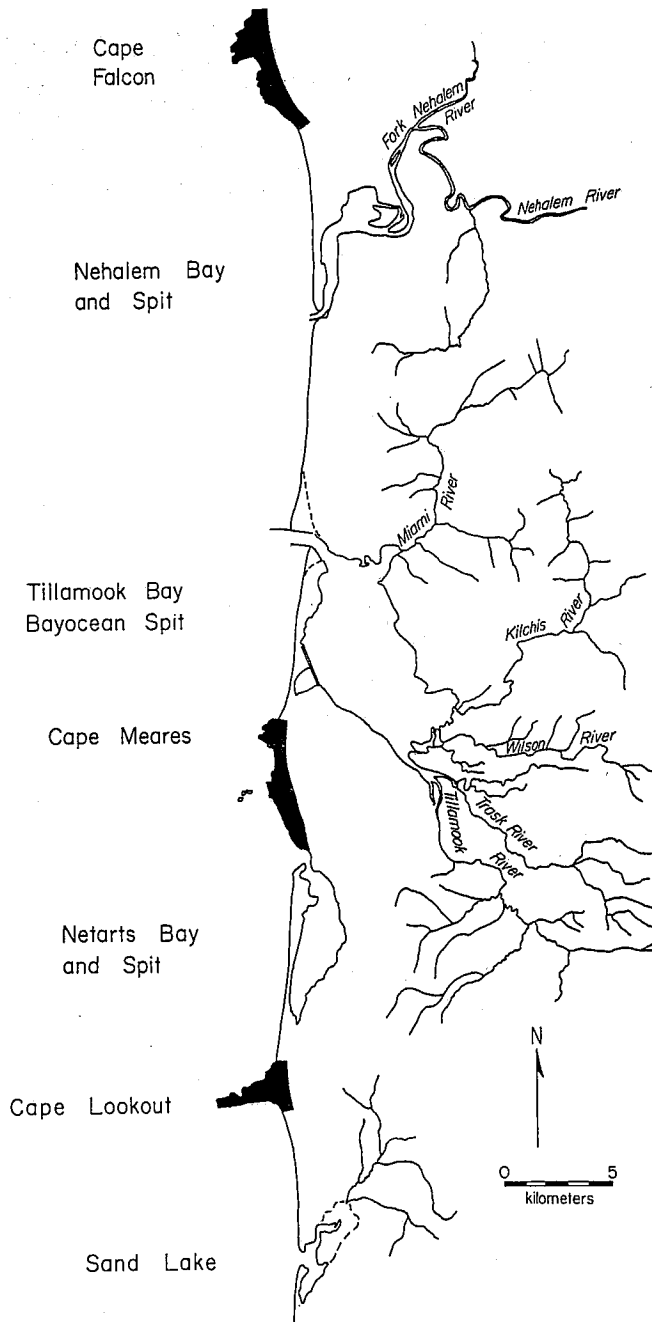 Cape
Falcon
Fork Nehalem
River
Nehalem River
Nehalem Bay
and Spit
Miami River
Tillamook Bay
Bayocean Spit
Kilchis River
Cape Meares
Wilson River
Trask River
Tillamook River
Netarts Bay
and Spit
N
Cape Lookout
0 5
kilometers
Sand Lake